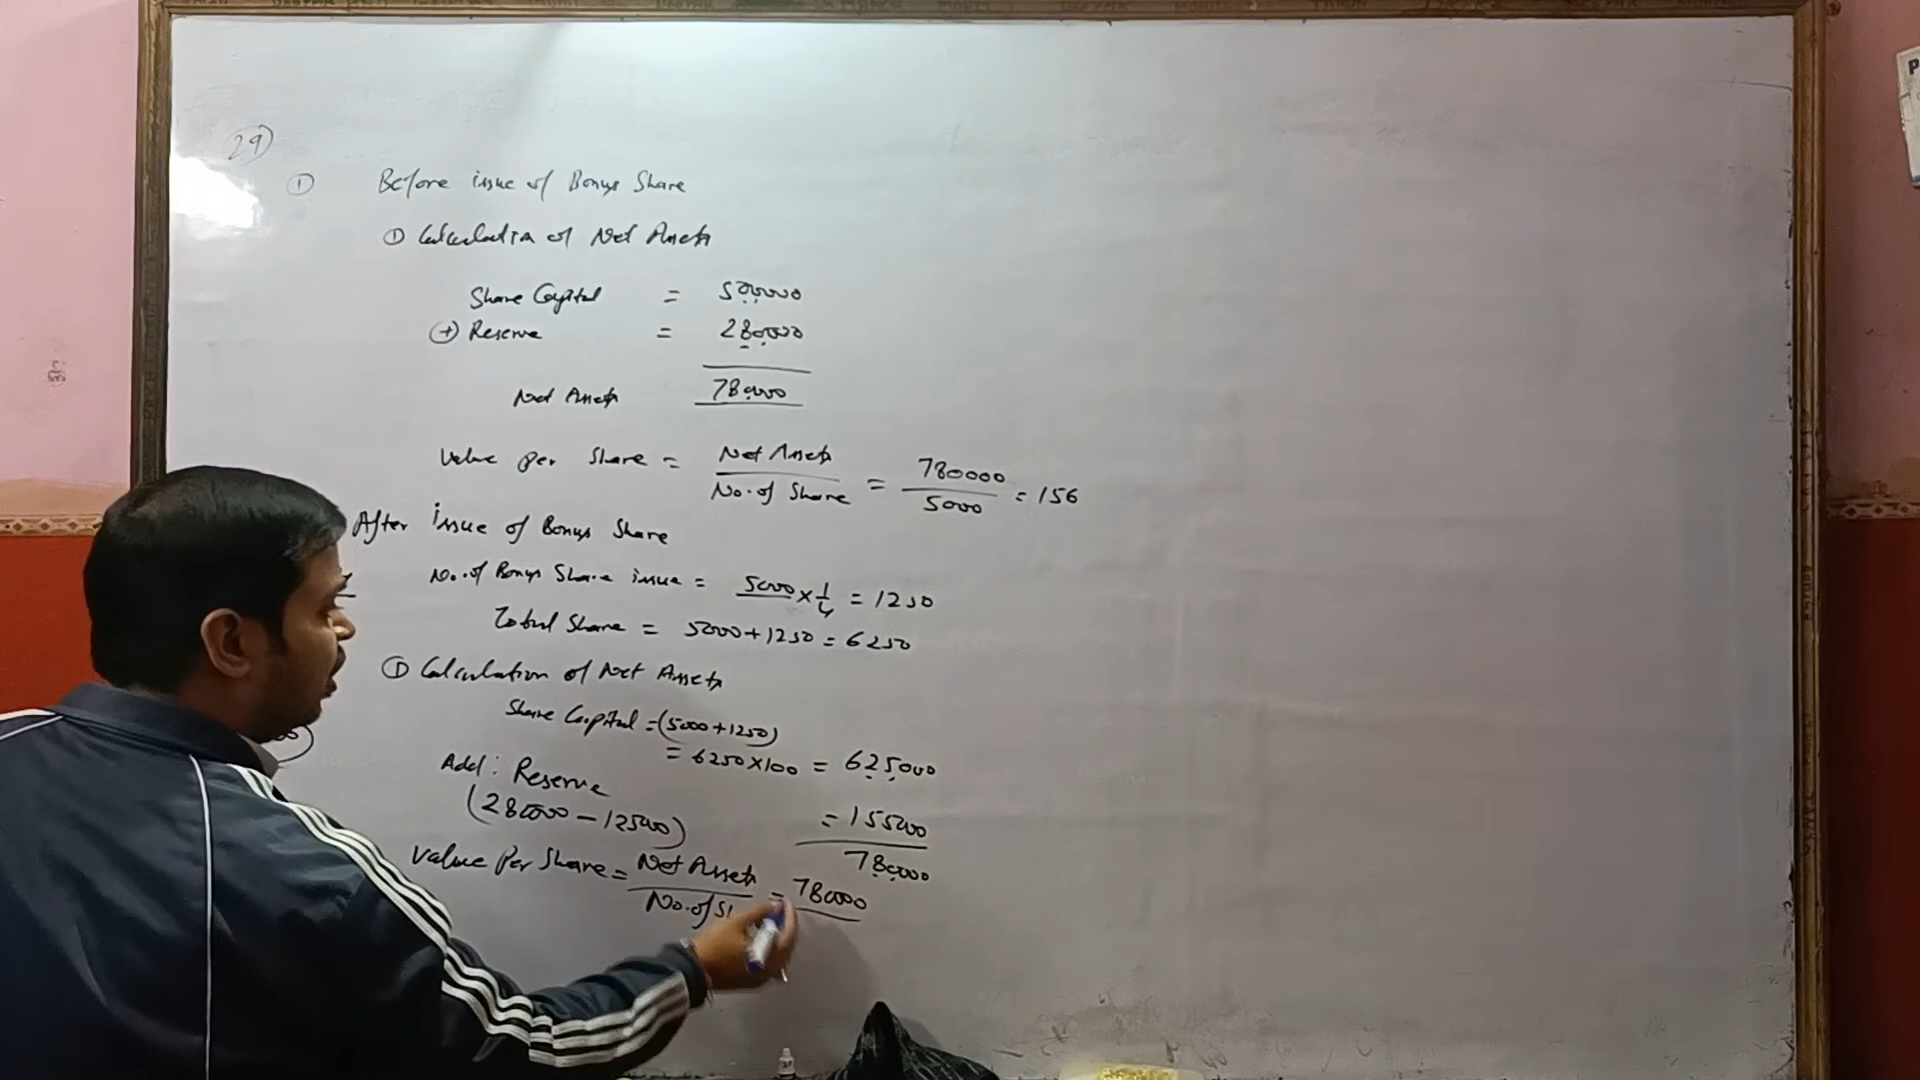 29)
① Before issue of Bonus Share
① Calculation of Net Assets
Share Capital = 500000
(+) Reserve = 280000
Net Assets 780000
Value per Share = Net Assets / No. of Share = 780000 / 5000 = 156
After issue of Bonus Share
No. of Bonus Share issue = 5000 × 1/4 = 1250
Total Share = 5000 + 1250 = 6250
① Calculation of Net Assets
Share Capital = (5000 + 1250)
= 6250 × 100 = 625000
Add: Reserve
(280000 - 125000) = 155000
780000
Value Per Share = Net Assets / No. of = 780000